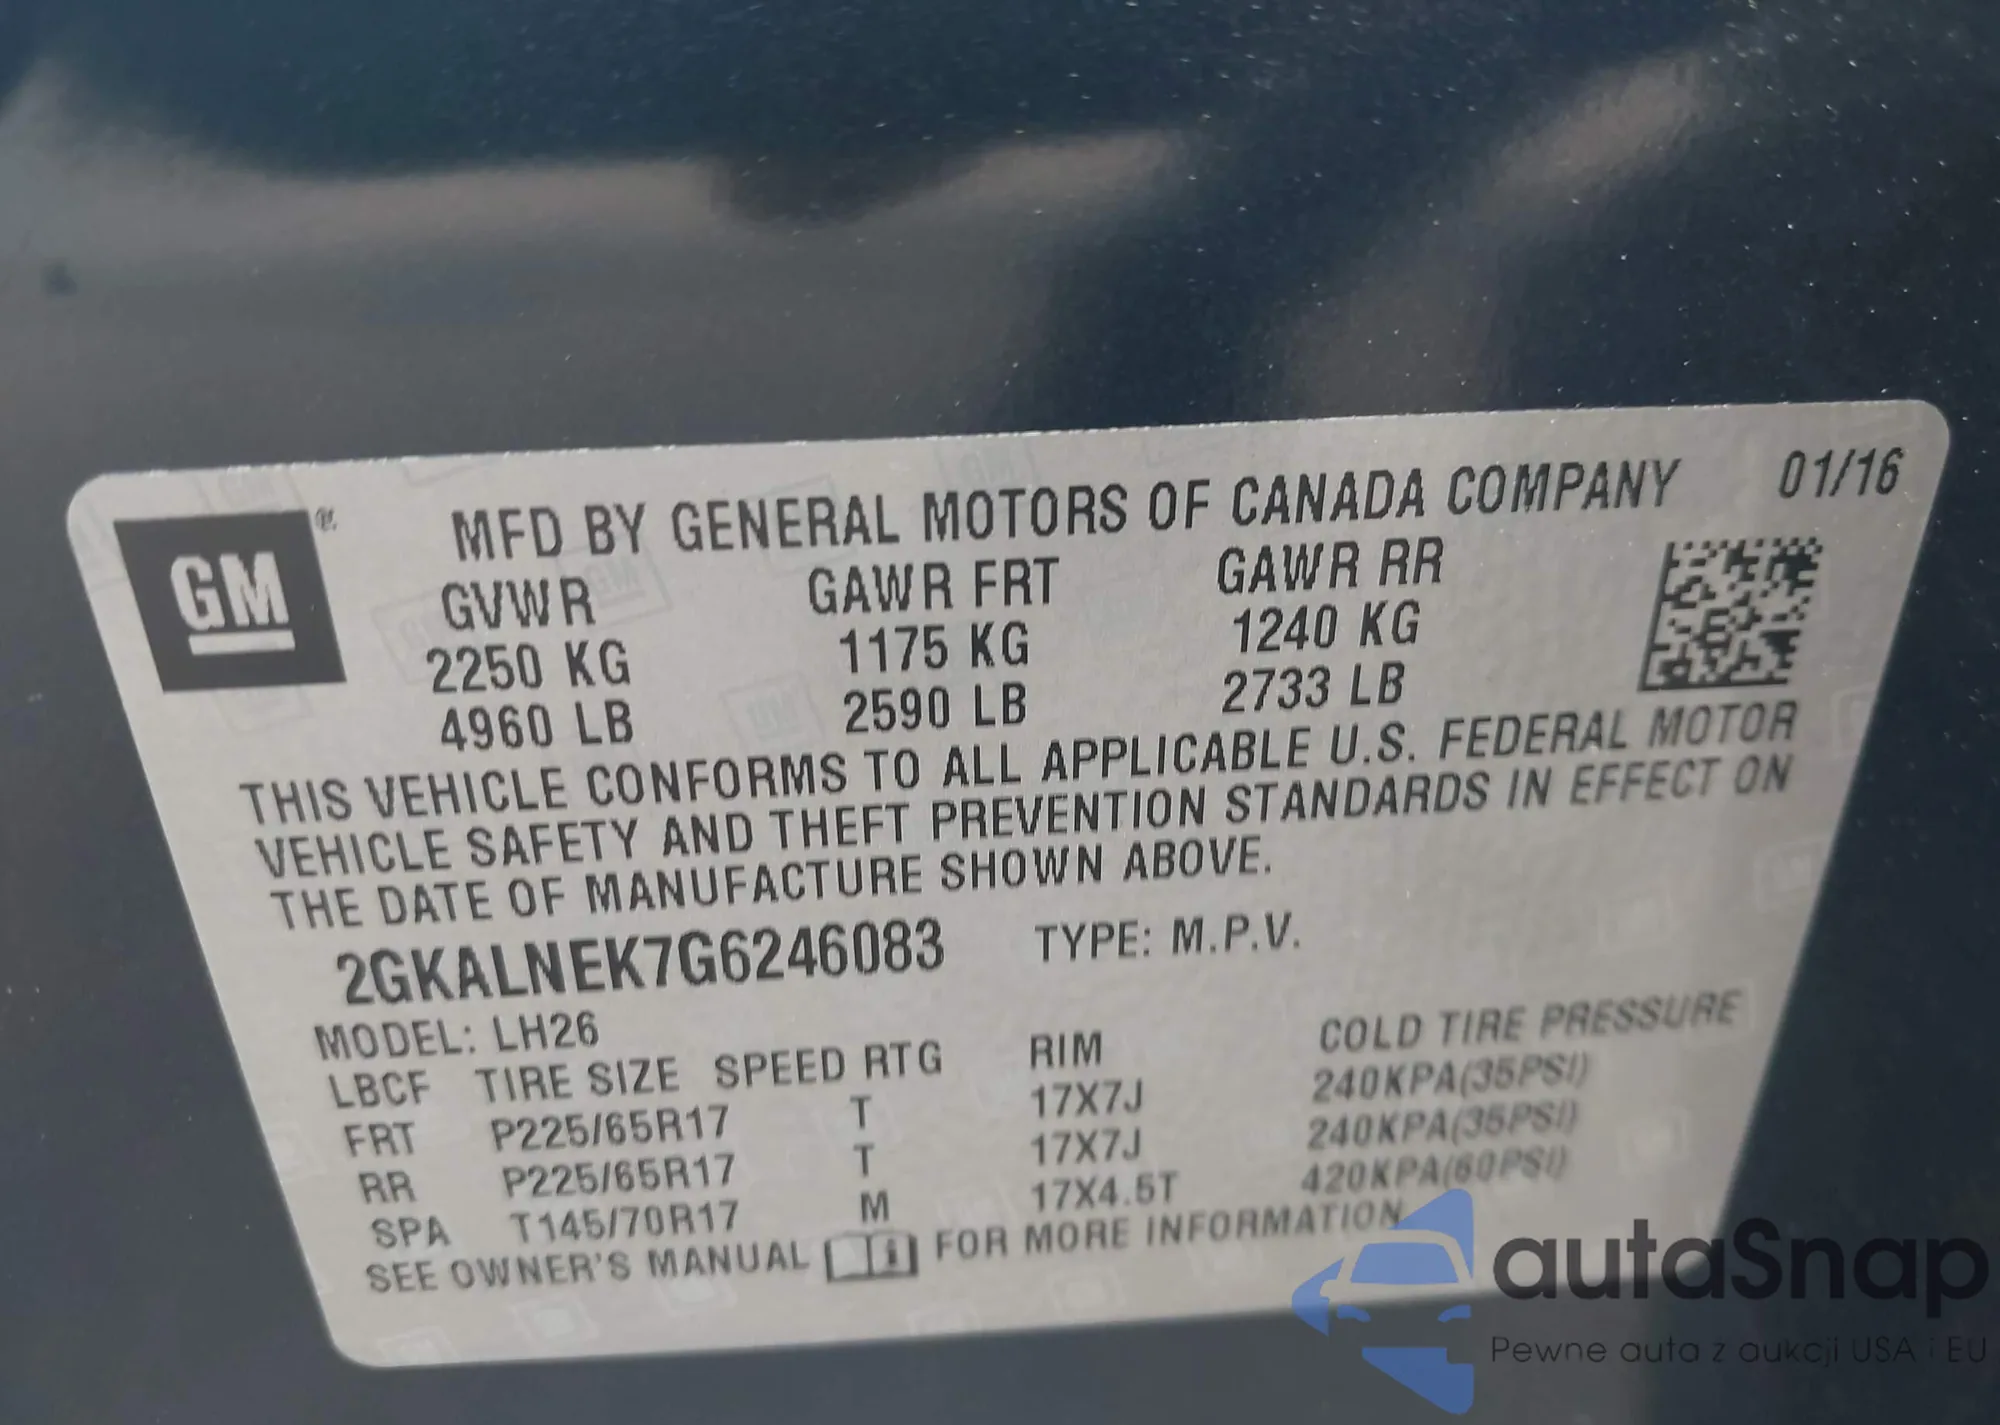 GM ®
MFD BY GENERAL MOTORS OF CANADA COMPANY 01/16
GVWR GAWR FRT GAWR RR
2250 KG 1175 KG 1240 KG
4960 LB 2590 LB 2733 LB
THIS VEHICLE CONFORMS TO ALL APPLICABLE U.S. FEDERAL MOTOR
VEHICLE SAFETY AND THEFT PREVENTION STANDARDS IN EFFECT ON
THE DATE OF MANUFACTURE SHOWN ABOVE.
2GKALNEK7G6246083 TYPE: M.P.V.
MODEL: LH26
LBCF TIRE SIZE SPEED RTG RIM COLD TIRE PRESSURE
FRT P225/65R17 T 17X7J 240KPA(35PSI)
RR P225/65R17 T 17X7J 240KPA(35PSI)
SPA T145/70R17 M 17X4.5T 420KPA(60PSI)
SEE OWNER'S MANUAL FOR MORE INFORMATION
autaSnap
Pewne auta z aukcji USA i EU